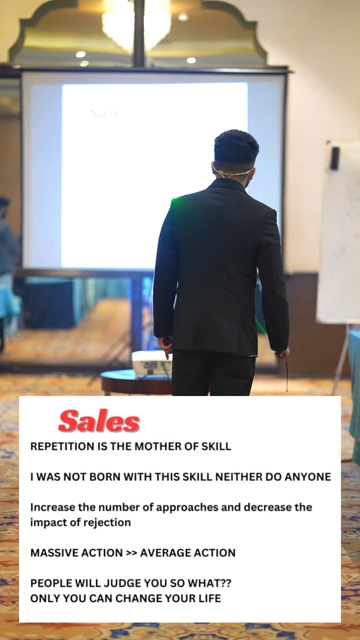 Sales
Sales
REPETITION IS THE MOTHER OF SKILL
I WAS NOT BORN WITH THIS SKILL NEITHER DO ANYONE
Increase the number of approaches and decrease the
impact of rejection
MASSIVE ACTION >> AVERAGE ACTION
PEOPLE WILL JUDGE YOU SO WHAT??
ONLY YOU CAN CHANGE YOUR LIFE